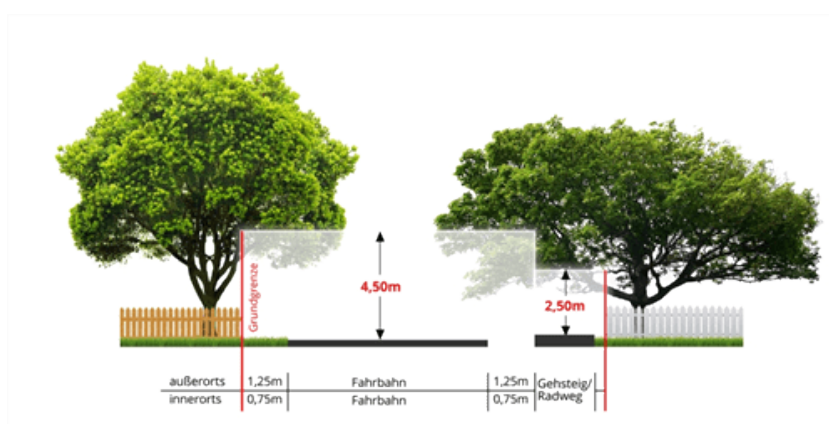 Grundgrenze
4,50m
2,50m
außerorts 1,25m Fahrbahn 1,25m Gehsteig/
innerorts 0,75m Fahrbahn 0,75m Radweg